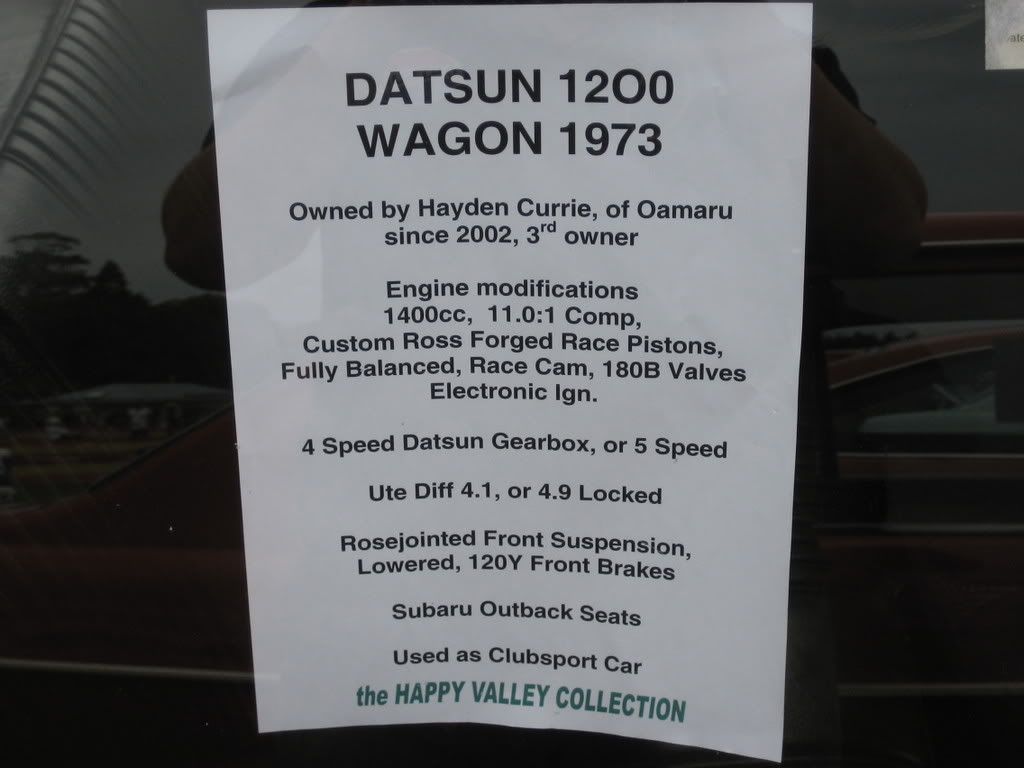 DATSUN 12O0
WAGON 1973
Owned by Hayden Currie, of Oamaru
since 2002, 3rd owner
Engine modifications
1400cc,  11.0:1 Comp,
Custom Ross Forged Race Pistons,
Fully Balanced, Race Cam, 180B Valves
Electronic Ign.
4 Speed Datsun Gearbox, or 5 Speed
Ute Diff 4.1, or 4.9 Locked
Rosejointed Front Suspension,
Lowered, 120Y Front Brakes
Subaru Outback Seats
Used as Clubsport Car
the HAPPY VALLEY COLLECTION